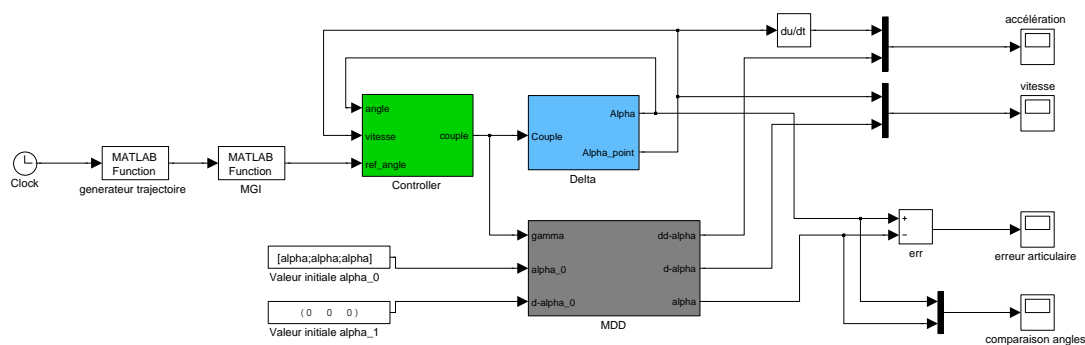 accélération
du/dt
vitesse
angle
vitesse
ref_angle
couple
Controller
Couple
Alpha
Alpha_point
Delta
Clock
MATLAB
Function
generateur trajectoire
MATLAB
Function
MGI
gamma
alpha_0
d-alpha_0
dd-alpha
d-alpha
alpha
MDD
[alpha;alpha;alpha]
Valeur initiale alpha_0
( 0 0 0 )
Valeur initiale alpha_1
+
−
err
erreur articulaire
comparaison angles